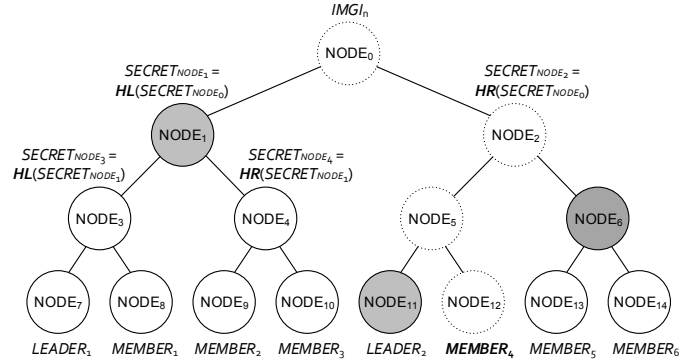 IMGIₙ
NODE₀
SECRETNODE₁ =
HL(SECRETNODE₀)
SECRETNODE₂ =
HR(SECRETNODE₀)
NODE₁
NODE₂
SECRETNODE₃ =
HL(SECRETNODE₁)
SECRETNODE₄ =
HR(SECRETNODE₁)
NODE₃
NODE₄
NODE₅
NODE₆
NODE₇
NODE₈
NODE₉
NODE₁₀
NODE₁₁
NODE₁₂
NODE₁₃
NODE₁₄
LEADER₁
MEMBER₁
MEMBER₂
MEMBER₃
LEADER₂
MEMBER₄
MEMBER₅
MEMBER₆